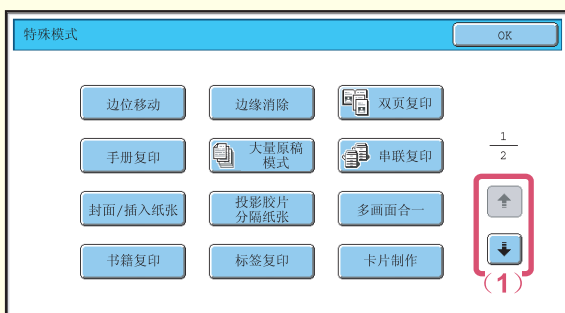 特殊模式
OK
边位移动
边缘消除
双页复印
手册复印
大量原稿
模式
串联复印
1
2
封面/插入纸张
投影胶片
分隔纸张
多画面合一
书籍复印
标签复印
卡片制作
(1)